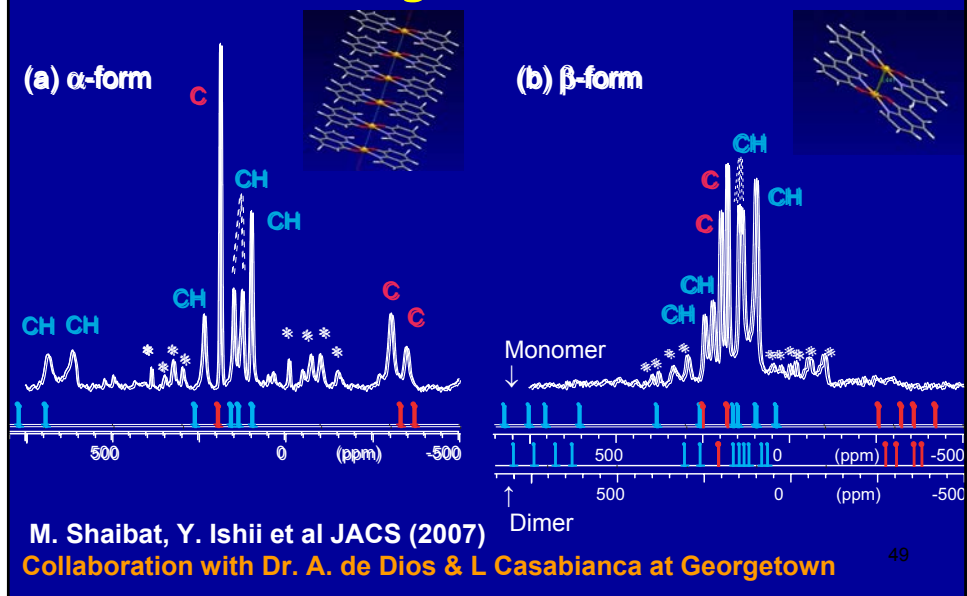 (a) α-form
C
CH
CH
CH
CH
CH
C
C
* * * *
* * * *
500 0 (ppm) -500
(b) β-form
CH
C
CH
C
CH
CH
Monomer
↓
500 0 (ppm) -500
500 0 (ppm) -500
↑
Dimer
M. Shaibat, Y. Ishii et al JACS (2007)
Collaboration with Dr. A. de Dios & L Casabianca at Georgetown
49